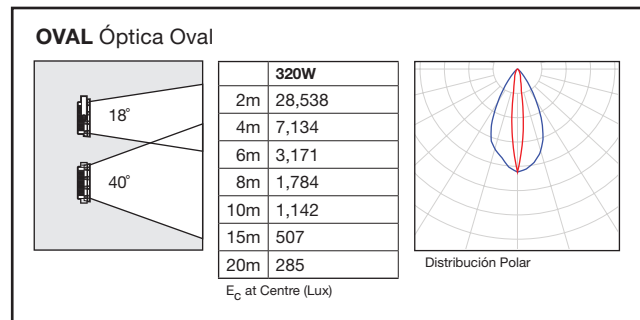 OVAL Óptica Oval
18°
40°
320W
2m 28,538
4m 7,134
6m 3,171
8m 1,784
10m 1,142
15m 507
20m 285
EC at Centre (Lux)
Distribución Polar